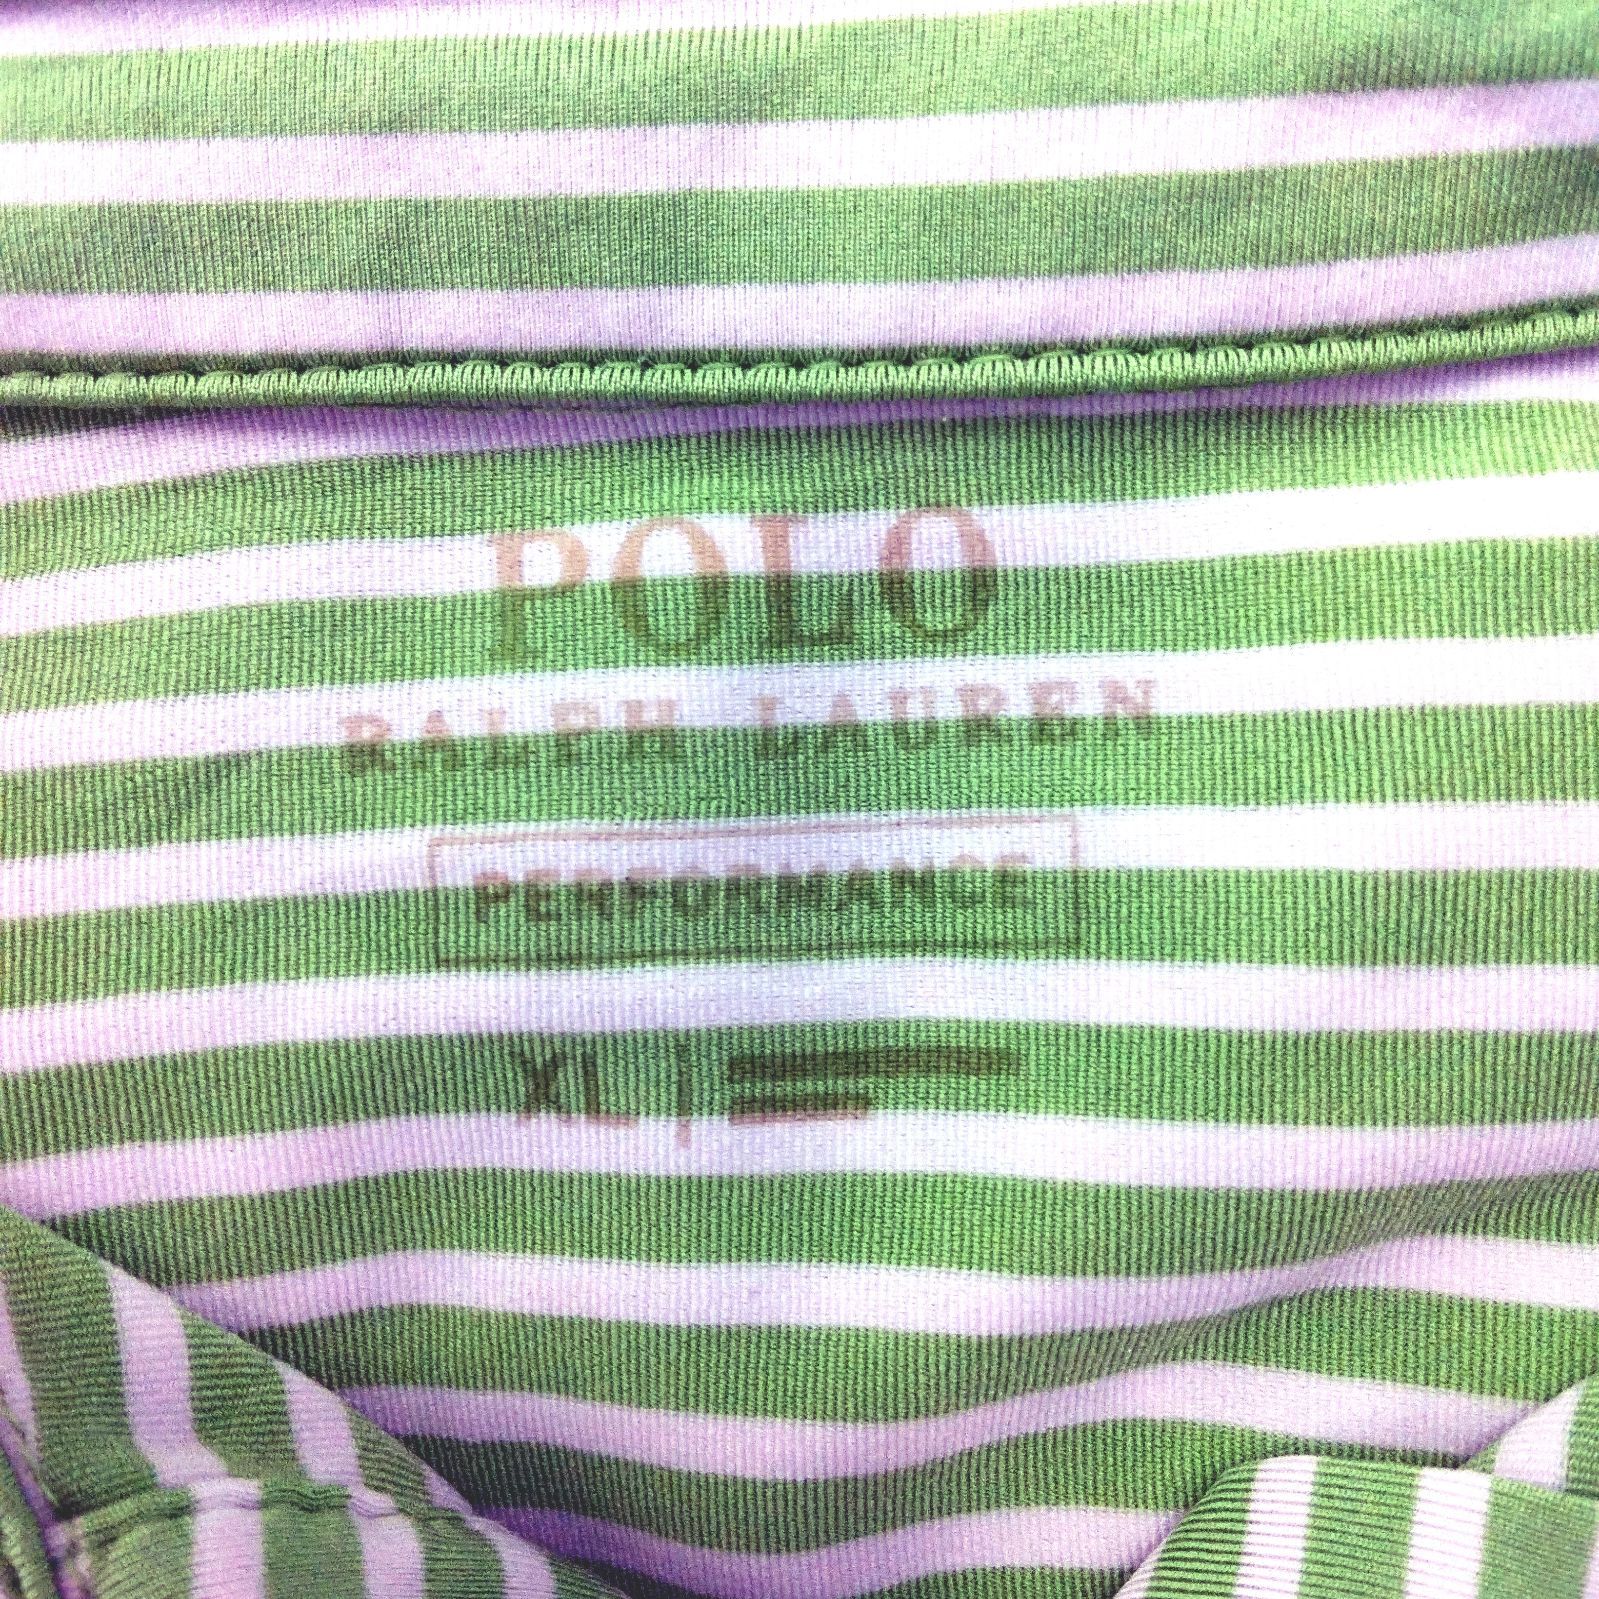 POLO
RALPH LAUREN
PERFORMANCE
XL |